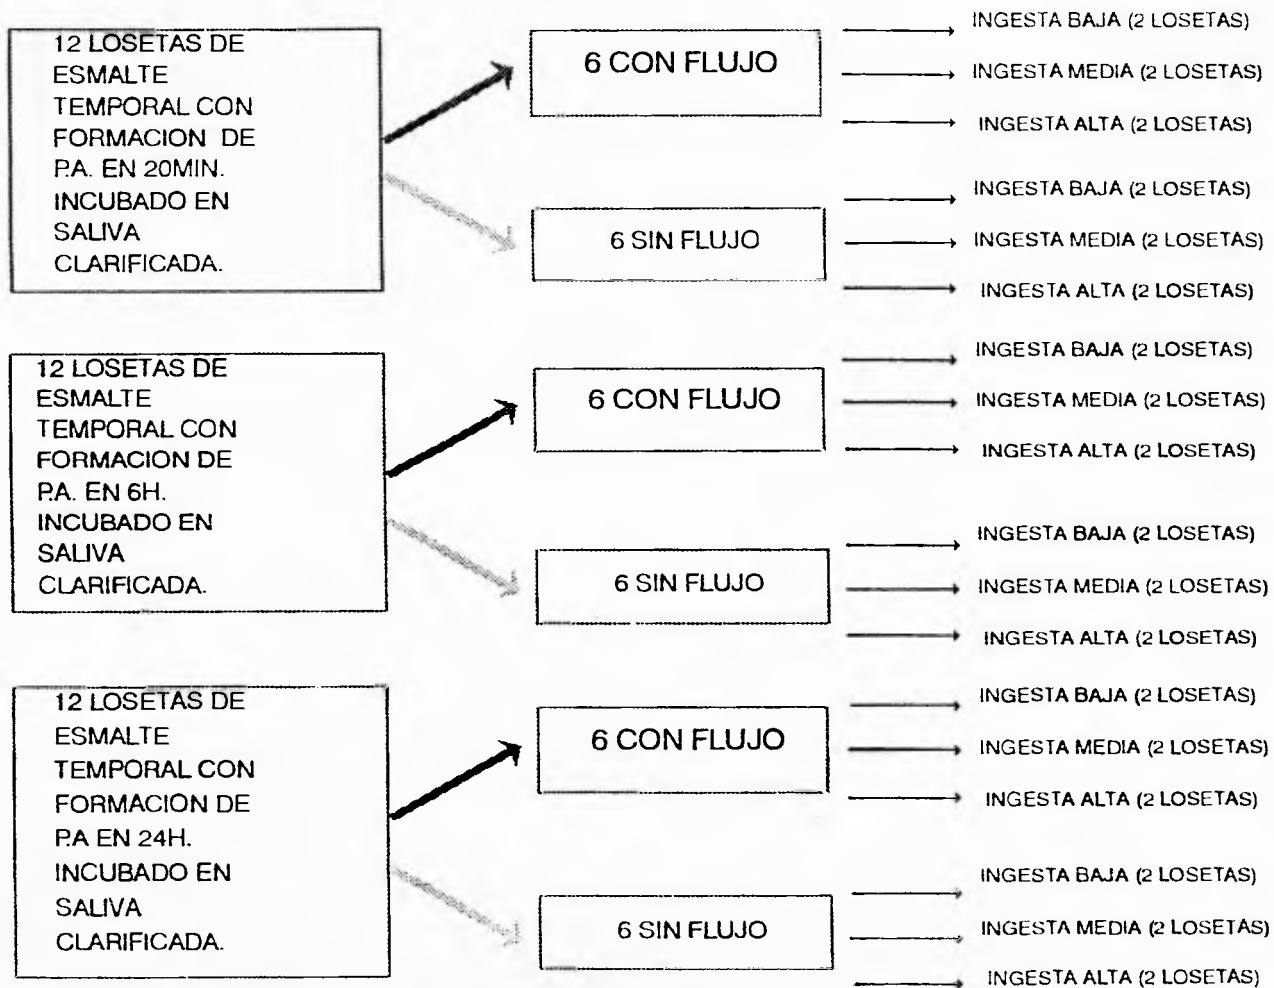 12 LOSETAS DE
ESMALTE
TEMPORAL CON
FORMACION DE
P.A. EN 20MIN.
INCUBADO EN
SALIVA
CLARIFICADA.
6 CON FLUJO
INGESTA BAJA (2 LOSETAS)
INGESTA MEDIA (2 LOSETAS)
INGESTA ALTA (2 LOSETAS)
6 SIN FLUJO
INGESTA BAJA (2 LOSETAS)
INGESTA MEDIA (2 LOSETAS)
INGESTA ALTA (2 LOSETAS)
12 LOSETAS DE
ESMALTE
TEMPORAL CON
FORMACION DE
P.A. EN 6H.
INCUBADO EN
SALIVA
CLARIFICADA.
6 CON FLUJO
INGESTA BAJA (2 LOSETAS)
INGESTA MEDIA (2 LOSETAS)
INGESTA ALTA (2 LOSETAS)
6 SIN FLUJO
INGESTA BAJA (2 LOSETAS)
INGESTA MEDIA (2 LOSETAS)
INGESTA ALTA (2 LOSETAS)
12 LOSETAS DE
ESMALTE
TEMPORAL CON
FORMACION DE
P.A EN 24H.
INCUBADO EN
SALIVA
CLARIFICADA.
6 CON FLUJO
INGESTA BAJA (2 LOSETAS)
INGESTA MEDIA (2 LOSETAS)
INGESTA ALTA (2 LOSETAS)
6 SIN FLUJO
INGESTA BAJA (2 LOSETAS)
INGESTA MEDIA (2 LOSETAS)
INGESTA ALTA (2 LOSETAS)